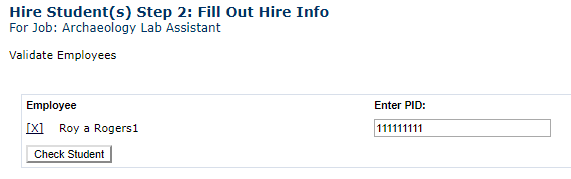 Hire Student(s) Step 2: Fill Out Hire Info
For Job: Archaeology Lab Assistant
Validate Employees
Employee Enter PID:
[X] Roy a Rogers1 111111111
Check Student